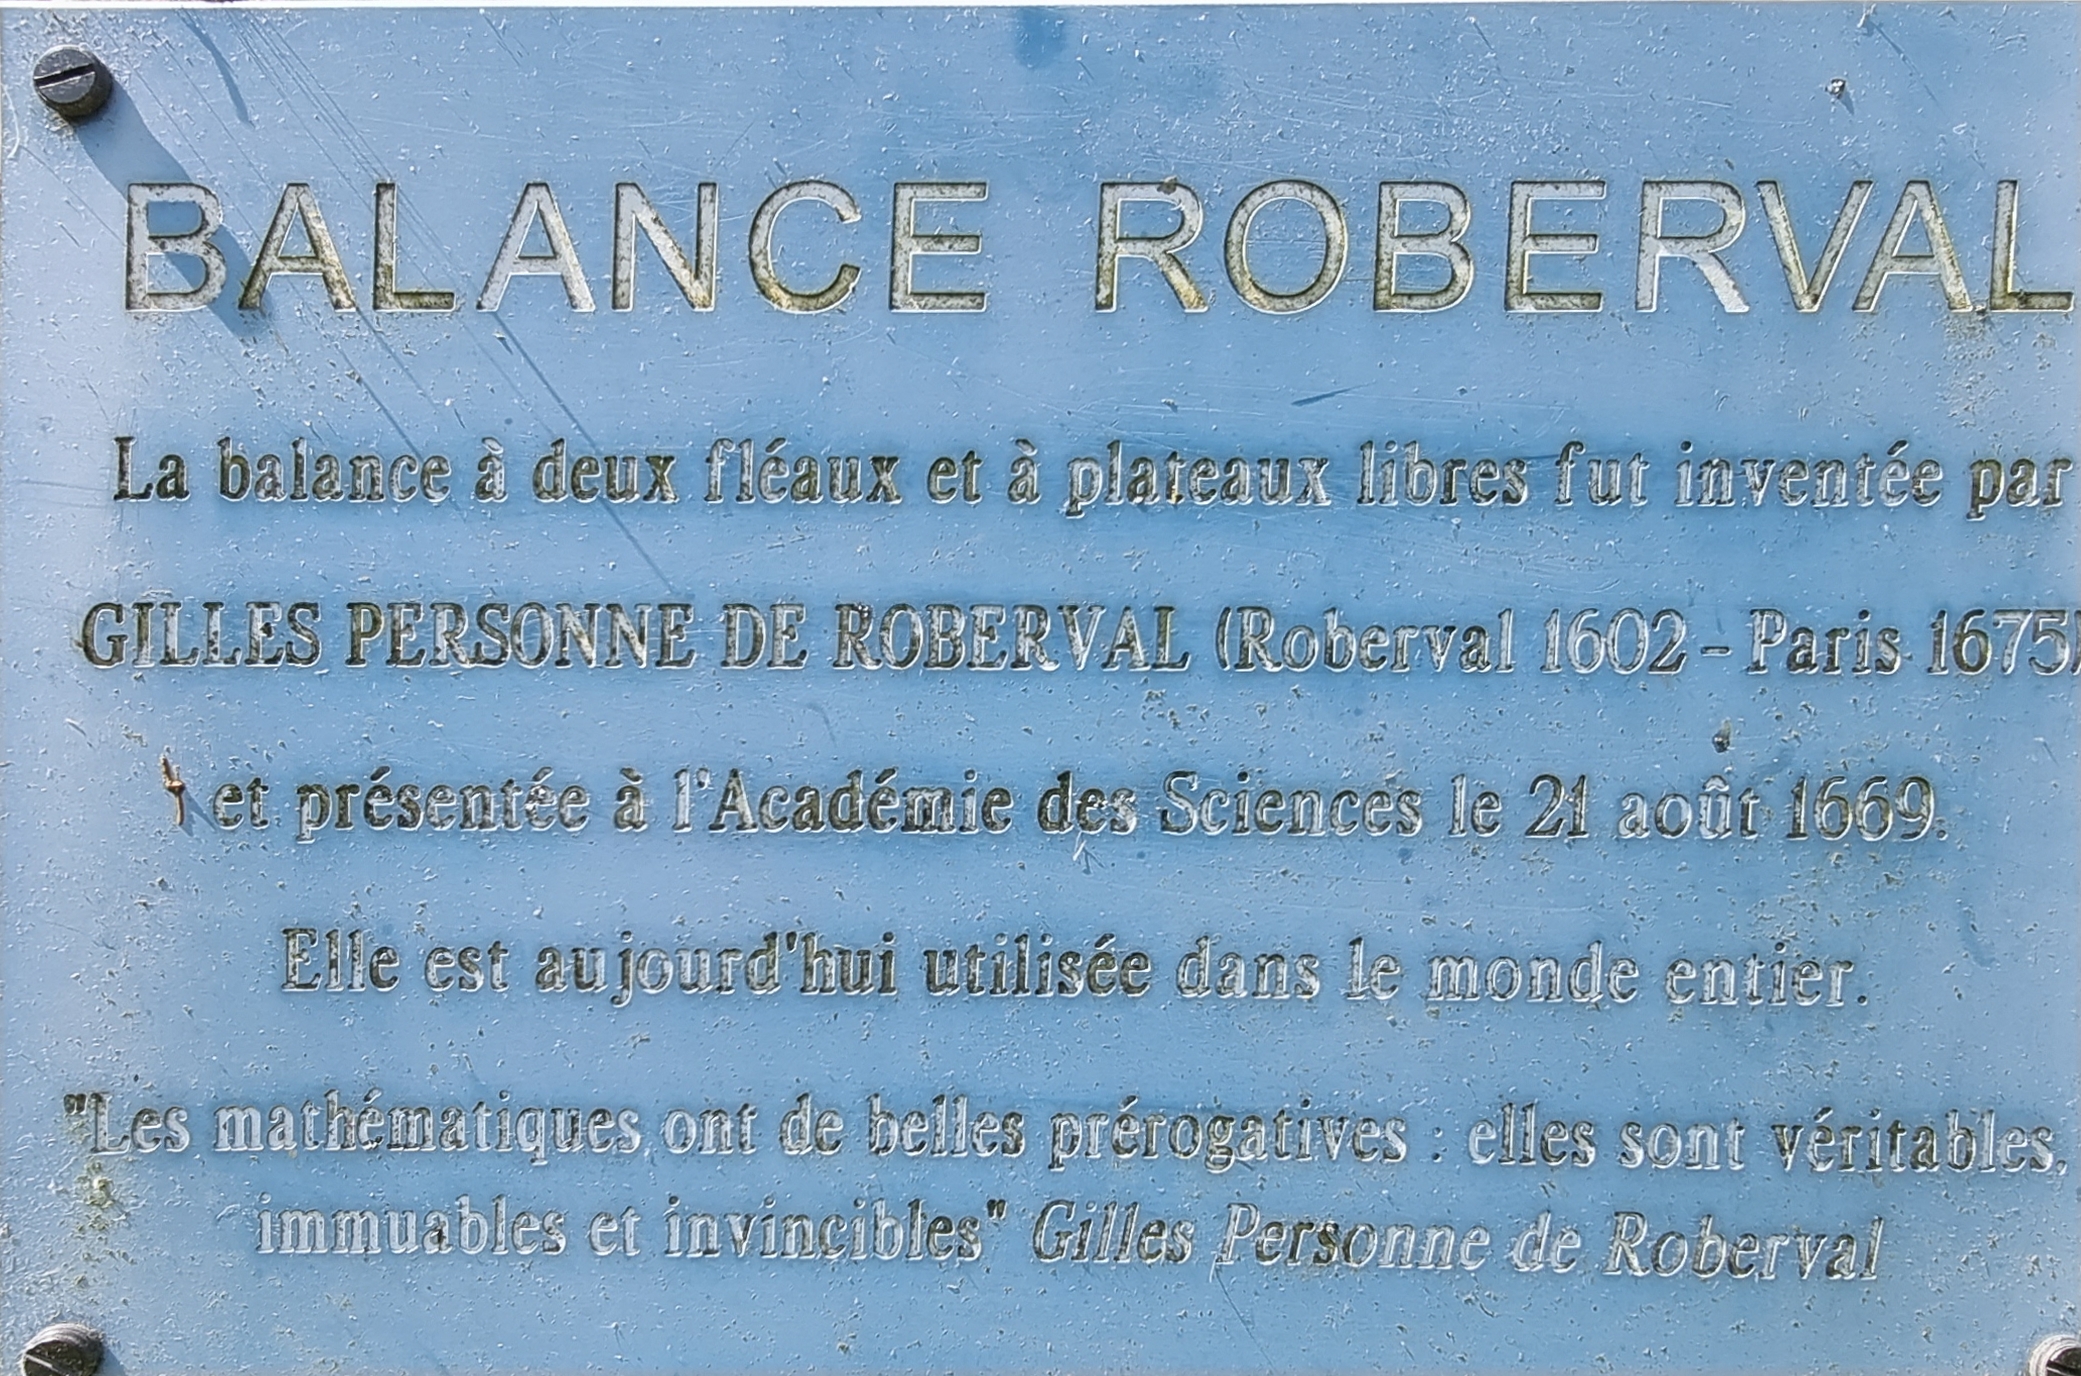 BALANCE ROBERVAL
La balance à deux fléaux et à plateaux libres fut inventée par
GILLES PERSONNE DE ROBERVAL (Roberval 1602 - Paris 1675)
et présentée à l'Académie des Sciences le 21 août 1669.
Elle est aujourd'hui utilisée dans le monde entier.
"Les mathématiques ont de belles prérogatives : elles sont véritables,
immuables et invincibles" Gilles Personne de Roberval